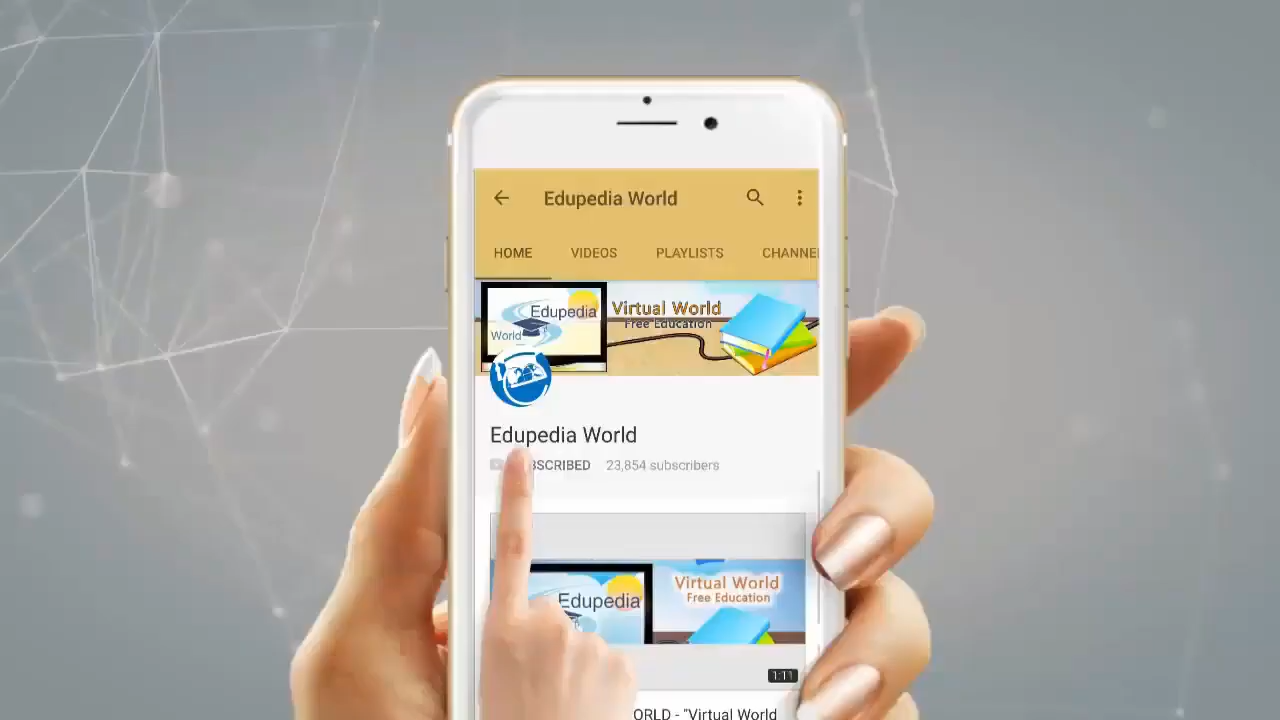 Edupedia World
HOME VIDEOS PLAYLISTS CHANNE
Edupedia
World
Virtual World
Free Education
Edupedia World
BSCRIBED 23,854 subscribers
Edupedia
Virtual World
Free Education
1:11
ORLD - "Virtual World